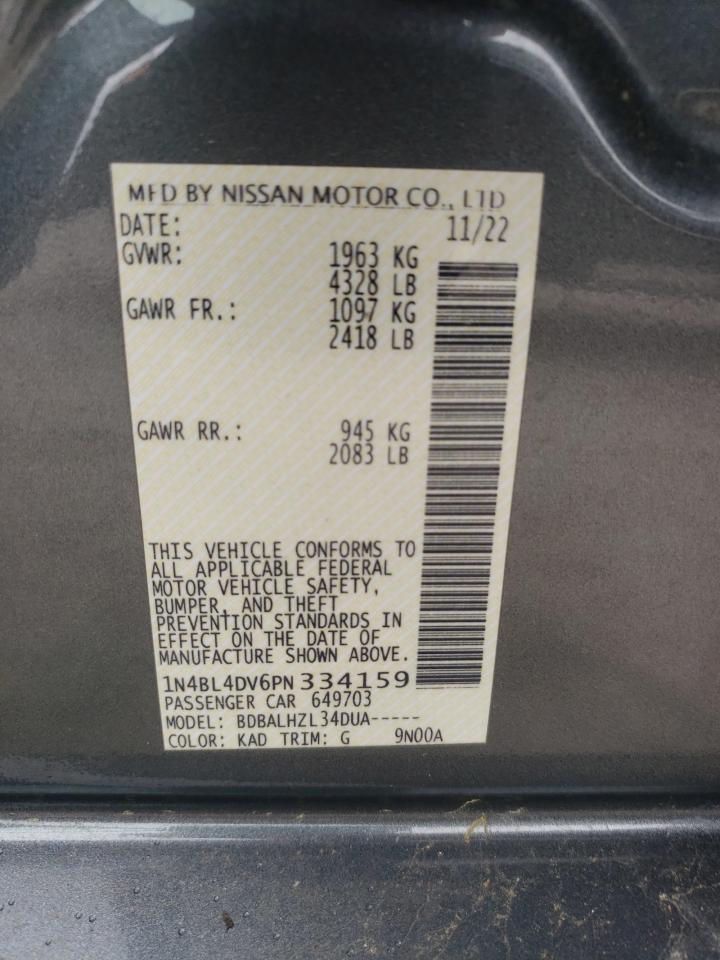 MFD BY NISSAN MOTOR CO., LTD
DATE: 11/22
GVWR: 1963 KG
4328 LB
GAWR FR.: 1097 KG
2418 LB
GAWR RR.: 945 KG
2083 LB
THIS VEHICLE CONFORMS TO
ALL APPLICABLE FEDERAL
MOTOR VEHICLE SAFETY,
BUMPER, AND THEFT
PREVENTION STANDARDS IN
EFFECT ON THE DATE OF
MANUFACTURE SHOWN ABOVE.
1N4BL4DV6PN334159
PASSENGER CAR 649703
MODEL: BDBALHZL34DUA-----
COLOR: KAD TRIM: G 9N00A